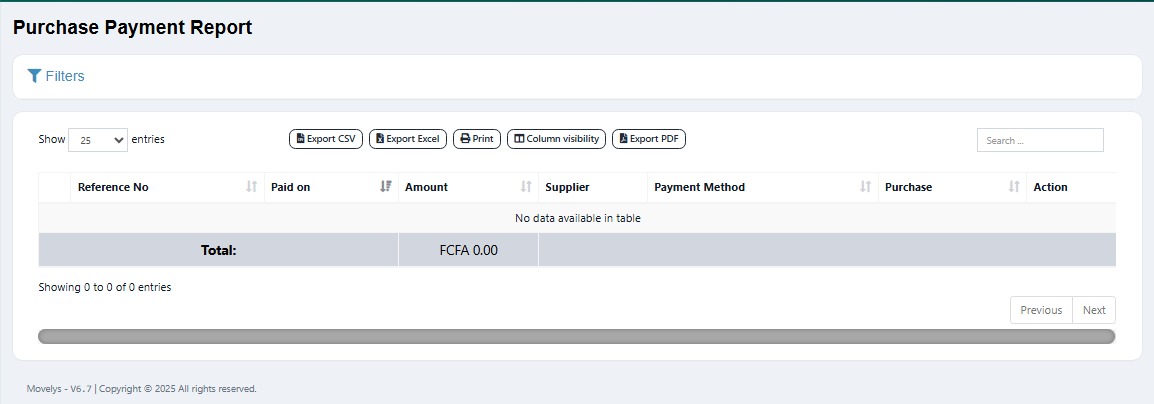 Purchase Payment Report
Filters
Show 25 entries Export CSV Export Excel Print Column visibility Export PDF Search ...
Reference No Paid on Amount Supplier Payment Method Purchase Action
No data available in table
Total: FCFA 0.00
Showing 0 to 0 of 0 entries
Previous Next
Movelys - V6.7 | Copyright © 2025 All rights reserved.